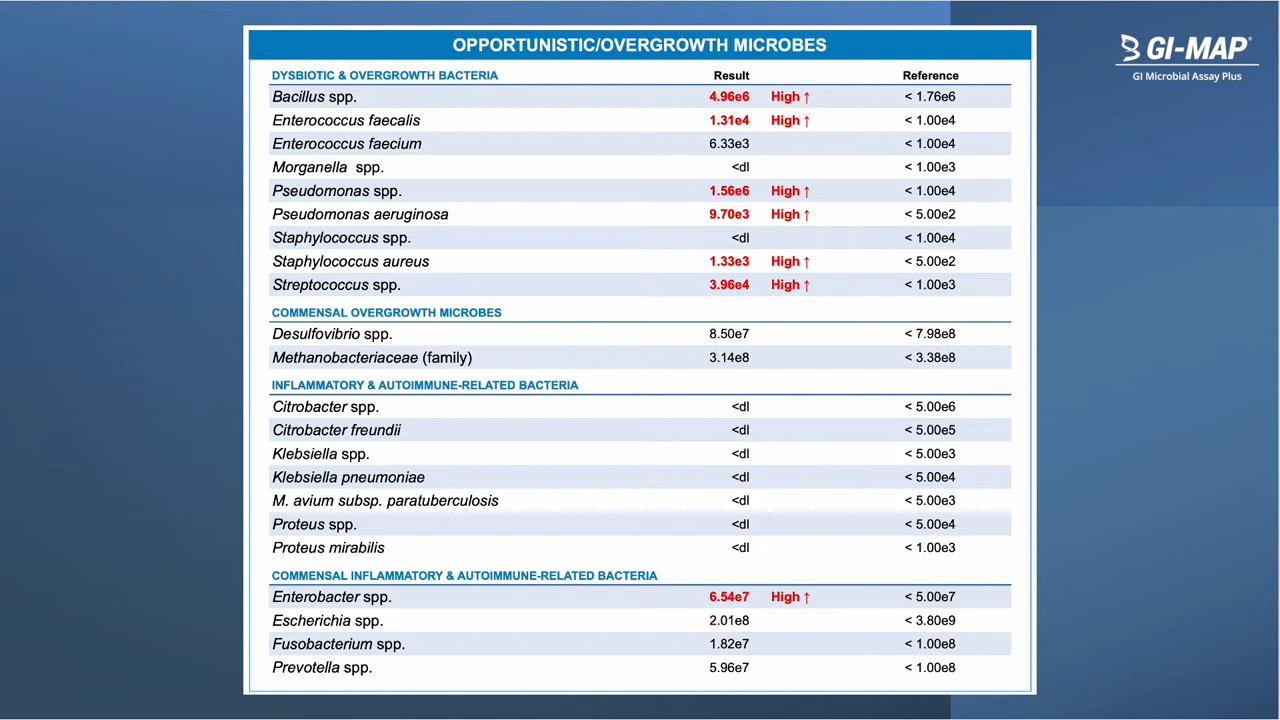 OPPORTUNISTIC/OVERGROWTH MICROBES
GI-MAP®
GI Microbial Assay Plus
DYSBIOTIC & OVERGROWTH BACTERIA Result Reference
Bacillus spp. 4.96e6 High ↑ < 1.76e6
Enterococcus faecalis 1.31e4 High ↑ < 1.00e4
Enterococcus faecium 6.33e3 < 1.00e4
Morganella spp. <dl < 1.00e3
Pseudomonas spp. 1.56e6 High ↑ < 1.00e4
Pseudomonas aeruginosa 9.70e3 High ↑ < 5.00e2
Staphylococcus spp. <dl < 1.00e4
Staphylococcus aureus 1.33e3 High ↑ < 5.00e2
Streptococcus spp. 3.96e4 High ↑ < 1.00e3
COMMENSAL OVERGROWTH MICROBES
Desulfovibrio spp. 8.50e7 < 7.98e8
Methanobacteriaceae (family) 3.14e8 < 3.38e8
INFLAMMATORY & AUTOIMMUNE-RELATED BACTERIA
Citrobacter spp. <dl < 5.00e6
Citrobacter freundii <dl < 5.00e5
Klebsiella spp. <dl < 5.00e3
Klebsiella pneumoniae <dl < 5.00e4
M. avium subsp. paratuberculosis <dl < 5.00e3
Proteus spp. <dl < 5.00e4
Proteus mirabilis <dl < 1.00e3
COMMENSAL INFLAMMATORY & AUTOIMMUNE-RELATED BACTERIA
Enterobacter spp. 6.54e7 High ↑ < 5.00e7
Escherichia spp. 2.01e8 < 3.80e9
Fusobacterium spp. 1.82e7 < 1.00e8
Prevotella spp. 5.96e7 < 1.00e8